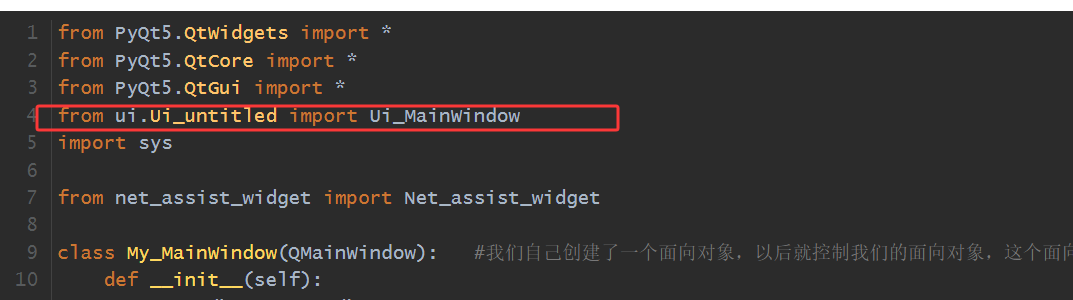 1 from PyQt5.QtWidgets import *
2 from PyQt5.QtCore import *
3 from PyQt5.QtGui import *
4 from ui.Ui_untitled import Ui_MainWindow
5 import sys
6
7 from net_assist_widget import Net_assist_widget
8
9 class My_MainWindow(QMainWindow): #我们自己创建了一个面向对象，以后就控制我们的面向对象，这个面向
10 def __init__(self):